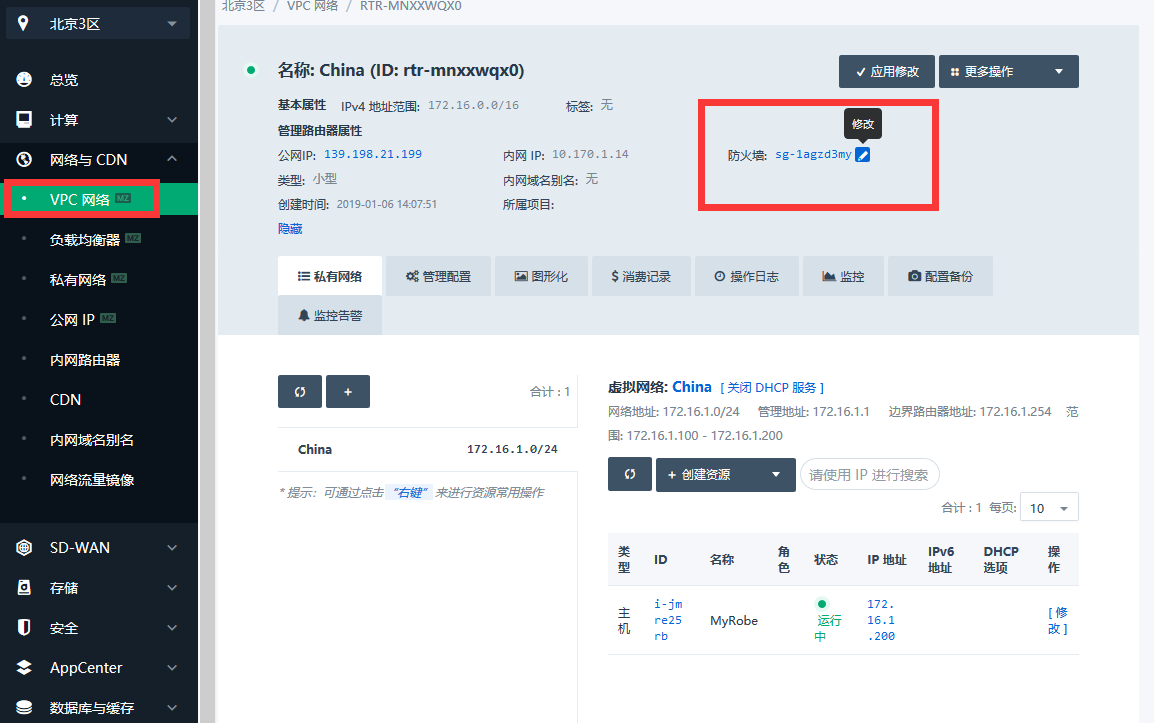 北京3区
总览
计算
网络与 CDN
VPC 网络 MZ
负载均衡器 MZ
私有网络 MZ
公网 IP MZ
内网路由器
CDN
内网域名别名
网络流量镜像
SD-WAN
存储
安全
AppCenter
数据库与缓存
北京3区 / VPC 网络 / RTR-MNXXWQX0
名称: China (ID: rtr-mnxxwqx0)
应用修改
更多操作
基本属性 IPv4 地址范围: 172.16.0.0/16 标签: 无
管理路由器属性
修改
公网IP: 139.198.21.199 内网 IP: 10.170.1.14 防火墙: sg-1agzd3my
类型: 小型 内网域名别名: 无
创建时间: 2019-01-06 14:07:51 所属项目:
隐藏
私有网络 管理配置 图形化 $ 消费记录 操作日志 监控 配置备份
监控告警
+ 合计 : 1
China 172.16.1.0/24
* 提示: 可通过点击 “右键” 来进行资源常用操作
虚拟网络: China [ 关闭 DHCP 服务 ]
网络地址: 172.16.1.0/24 管理地址: 172.16.1.1 边界路由器地址: 172.16.1.254 范
围: 172.16.1.100 - 172.16.1.200
+ 创建资源 请使用 IP 进行搜索
合计 : 1 每页: 10
类型 ID 名称 角色 状态 IP 地址 IPv6 地址 DHCP 选项 操作
主机 i-jmre25rb MyRobe 运行中 172.16.1.200 [ 修改 ]